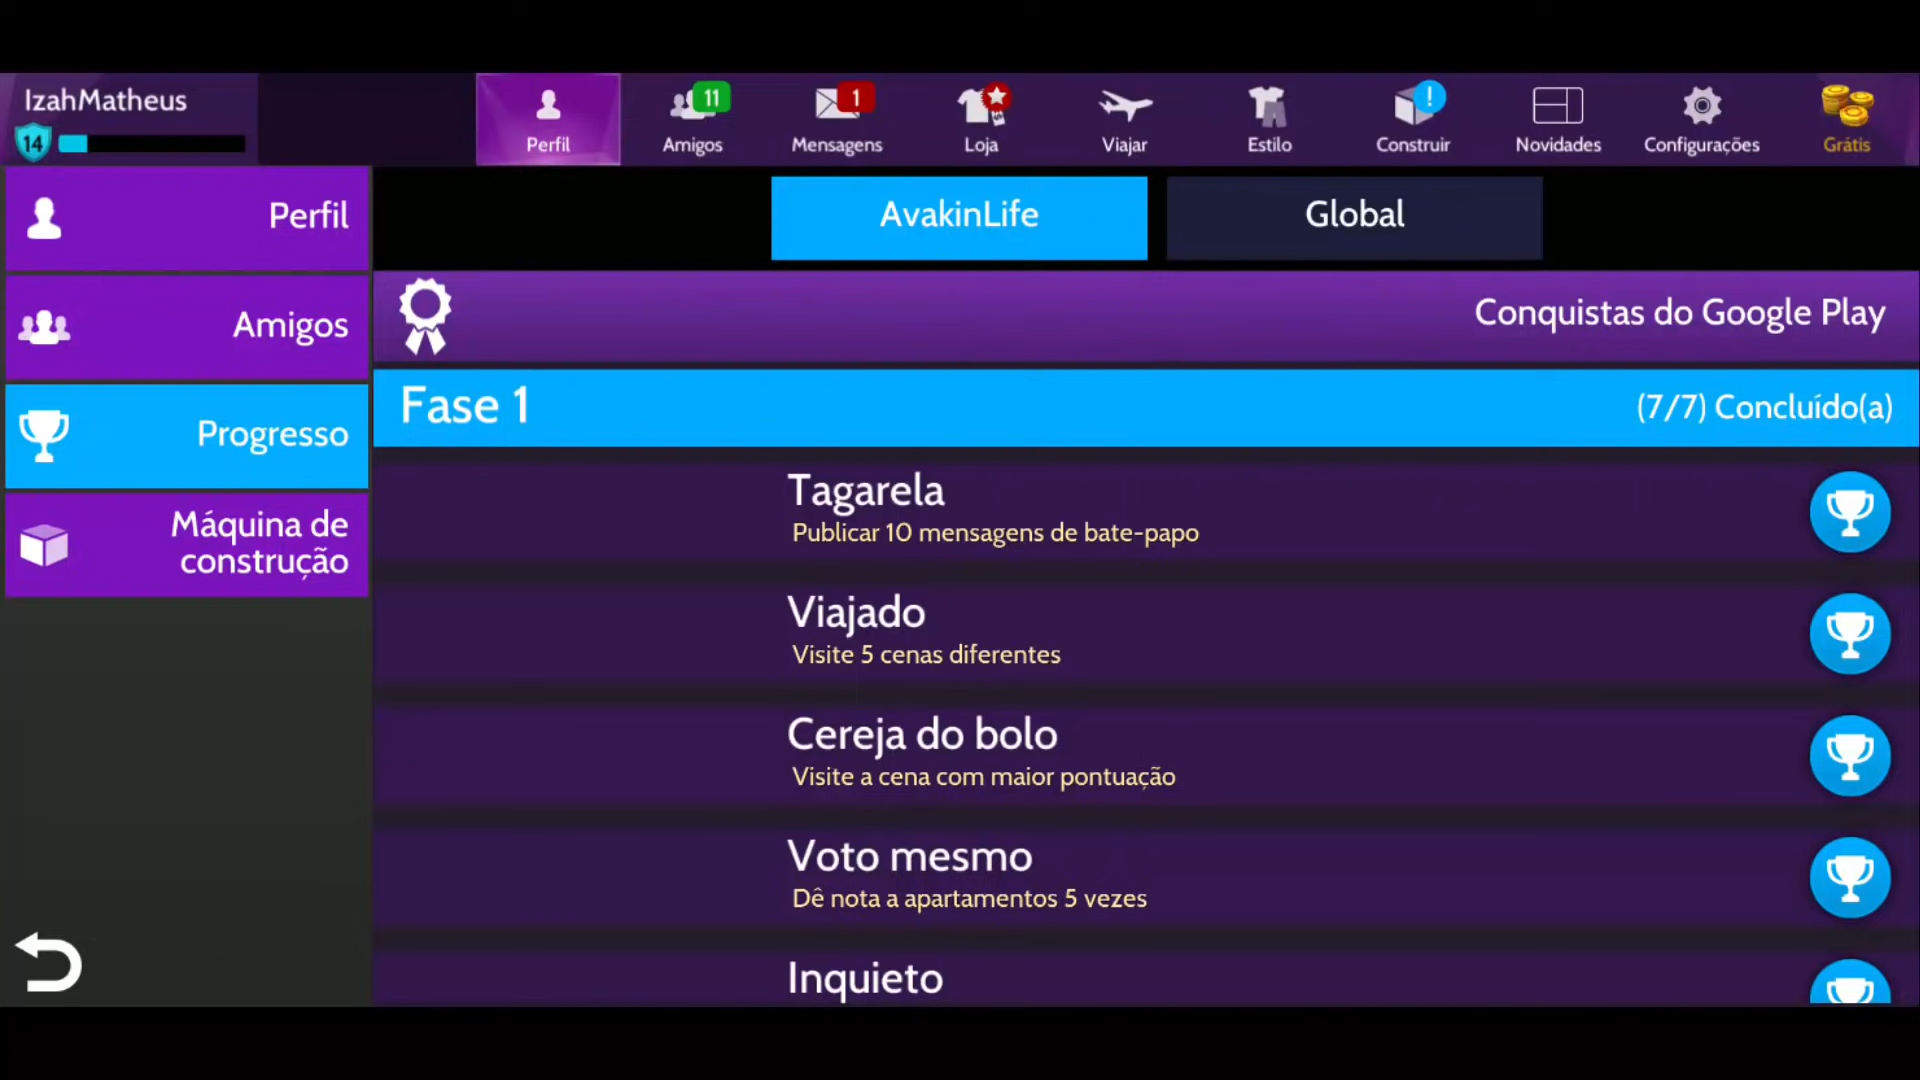 IzahMatheus
14
Perfil
11
Amigos
1
Mensagens
Loja
Viajar
Estilo
!
Construir
Novidades
Configurações
Grátis
Perfil
Amigos
Progresso
Máquina de
construção
AvakinLife
Global
Conquistas do Google Play
Fase 1
(7/7) Concluído(a)
Tagarela
Publicar 10 mensagens de bate-papo
Viajado
Visite 5 cenas diferentes
Cereja do bolo
Visite a cena com maior pontuação
Voto mesmo
Dê nota a apartamentos 5 vezes
Inquieto